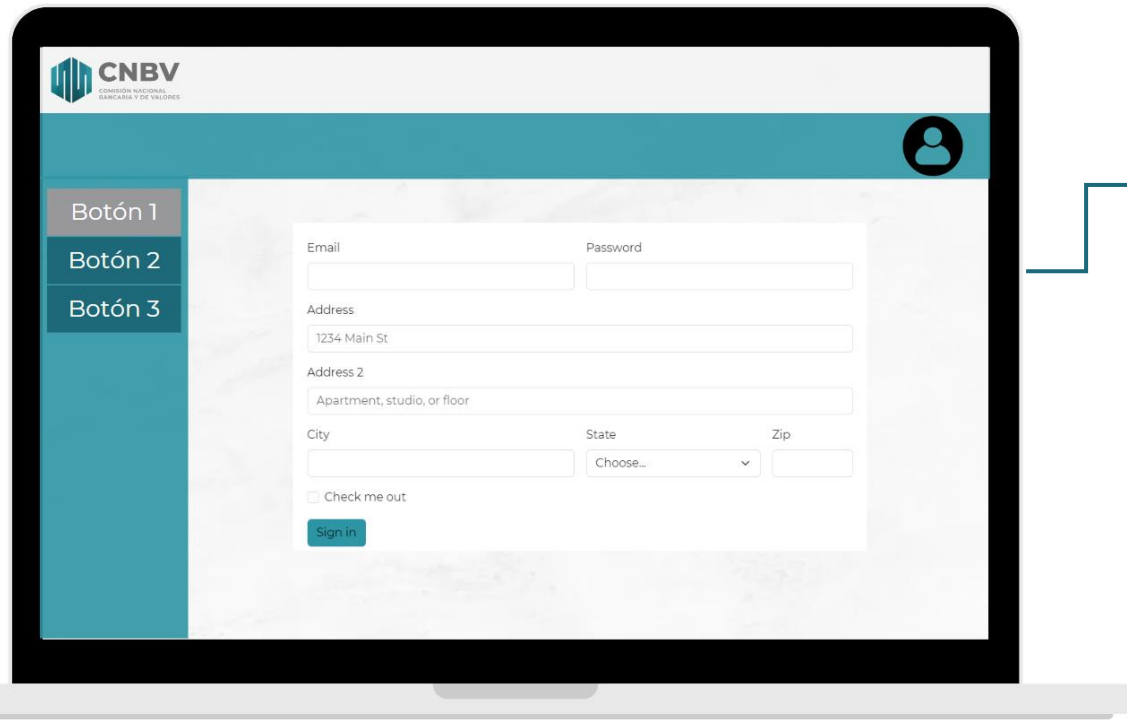 CNBV
COMISIÓN NACIONAL
BANCARIA Y DE VALORES
Botón 1
Botón 2
Botón 3
Email
Password
Address
1234 Main St
Address 2
Apartment, studio, or floor
City
State
Zip
Choose...
Check me out
Sign in